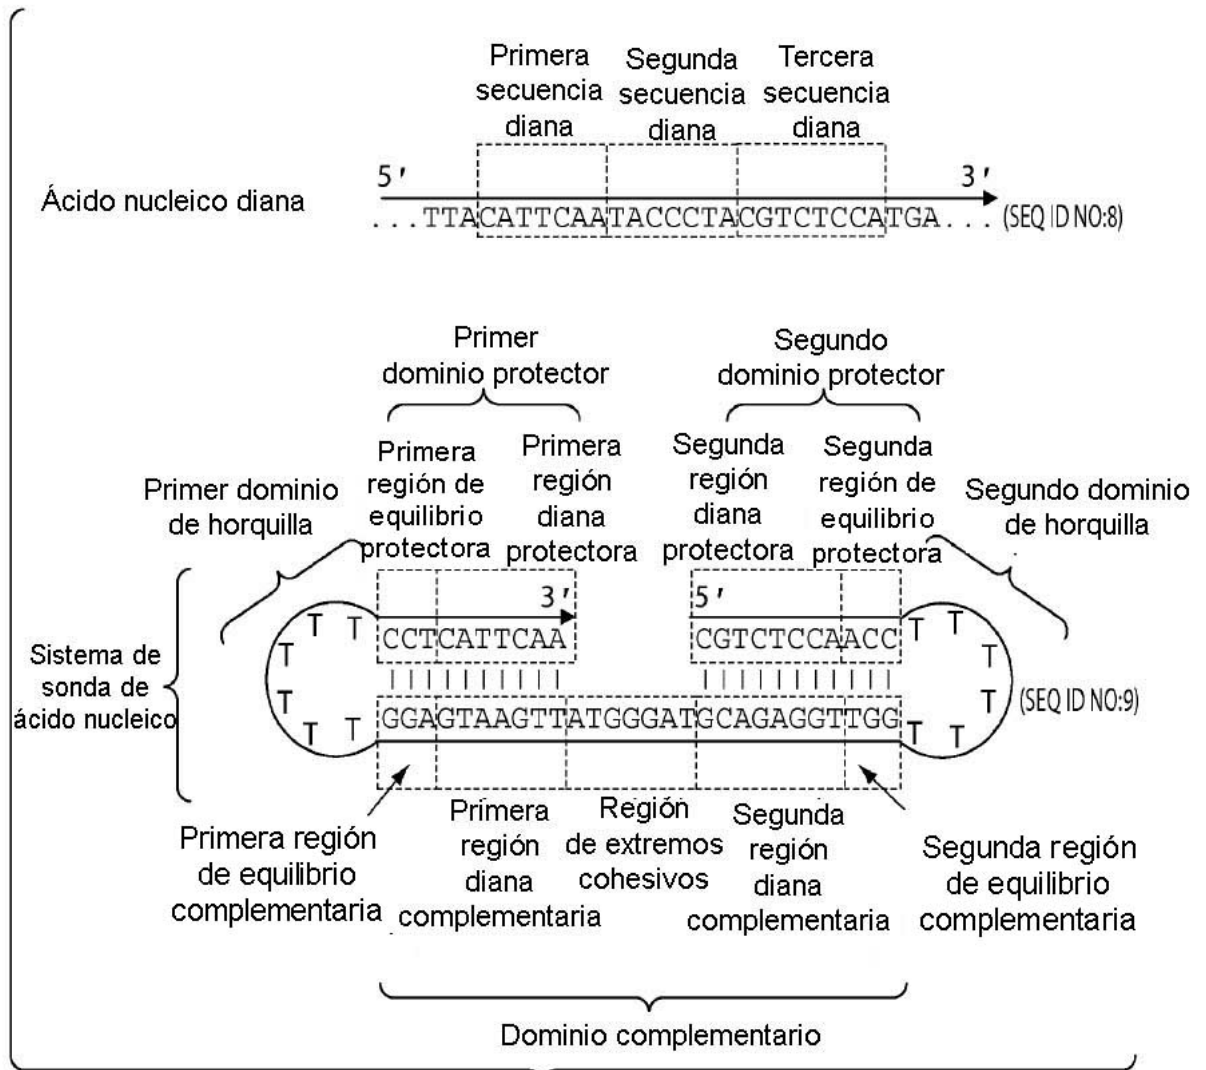 Primera
secuencia
diana
Segunda
secuencia
diana
Tercera
secuencia
diana
5'
3'
Ácido nucleico diana
...TTACATTCAATACCCTACGTCTCCATGA...
(SEQ ID NO:8)
Primer
dominio protector
Segundo
dominio protector
Primer dominio
de horquilla
Primera
región de
equilibrio
protectora
Primera
región
diana
protectora
Segunda
región
diana
protectora
Segunda
región de
equilibrio
protectora
Segundo dominio
de horquilla
Sistema de
sonda de
ácido nucleico
3'
5'
T T T T T T T
CCTCATTCAA
CGTCTCCAACC
T T T T T T T
GGAGTAAGTTATGGGATGCAGAGGTTGG
(SEQ ID NO:9)
Primera región
de equilibrio
complementaria
Primera
región
diana
complementaria
Región
de extremos
cohesivos
Segunda
región
diana
complementaria
Segunda región
de equilibrio
complementaria
Dominio complementario